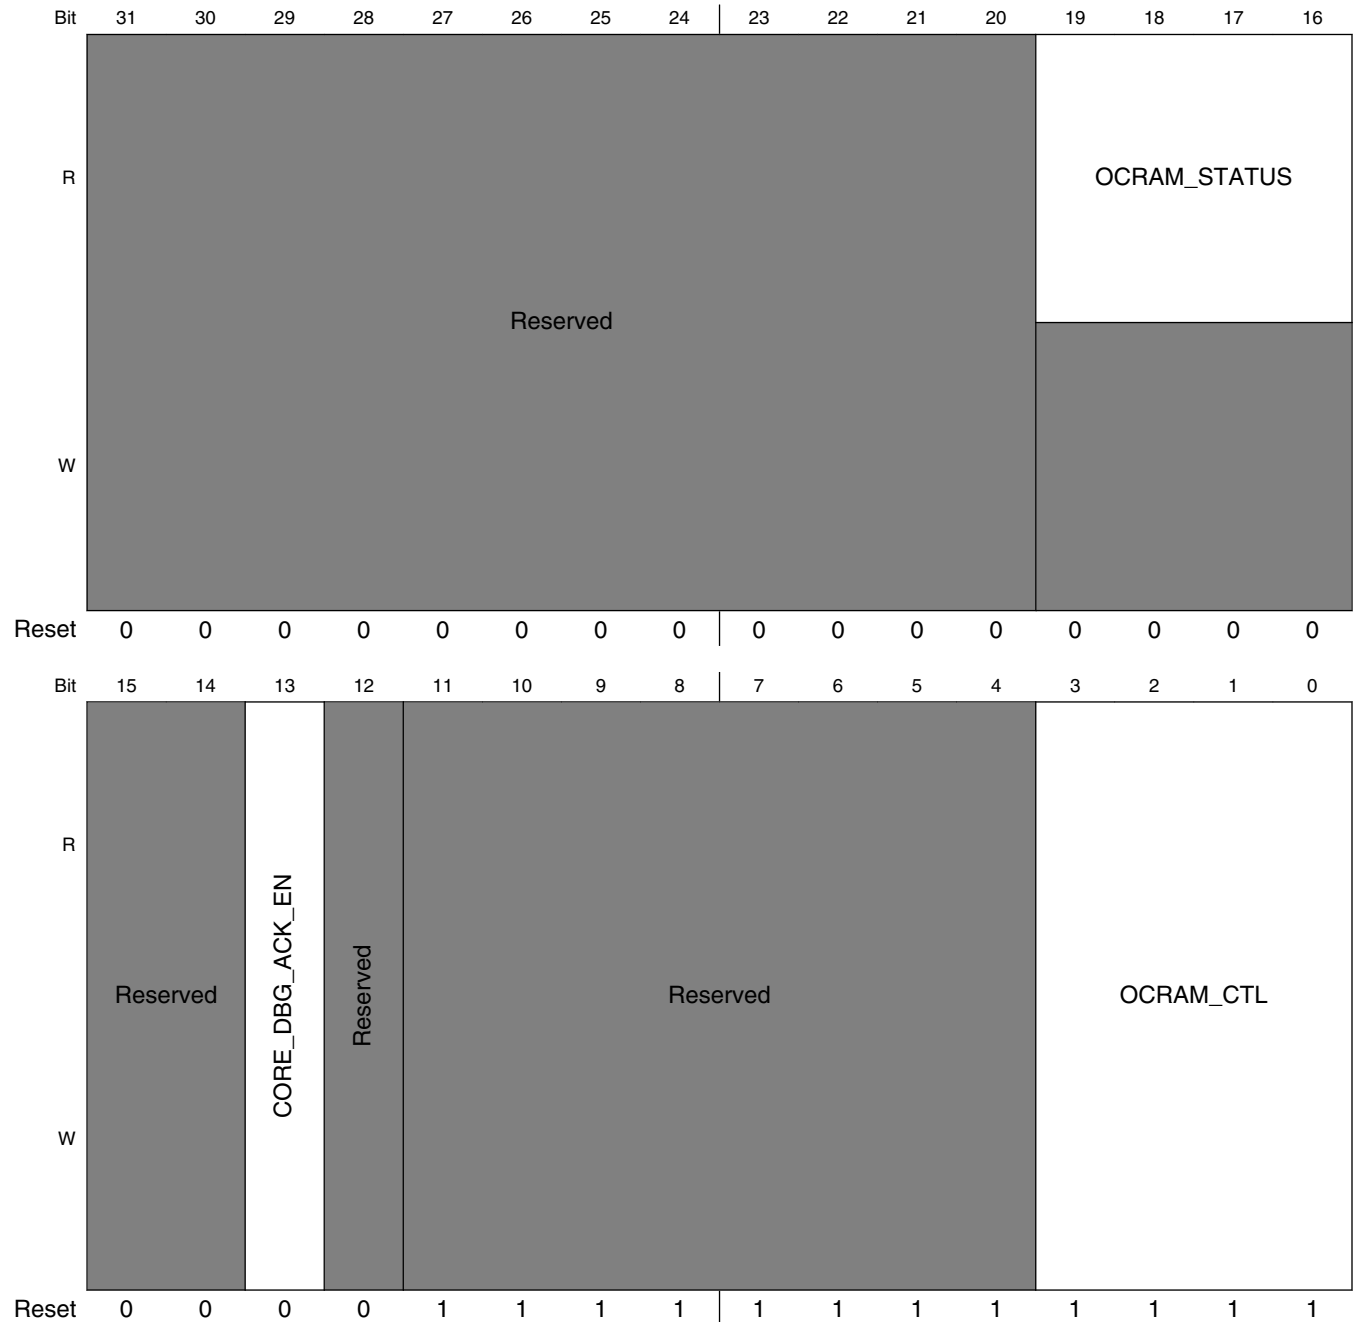 Bit 31 30 29 28 27 26 25 24 23 22 21 20 19 18 17 16
R
OCRAM_STATUS
Reserved
W
Reset 0 0 0 0 0 0 0 0 0 0 0 0 0 0 0 0
Bit 15 14 13 12 11 10 9 8 7 6 5 4 3 2 1 0
R
Reserved
CORE_DBG_ACK_EN
Reserved
Reserved
OCRAM_CTL
W
Reset 0 0 0 0 1 1 1 1 1 1 1 1 1 1 1 1